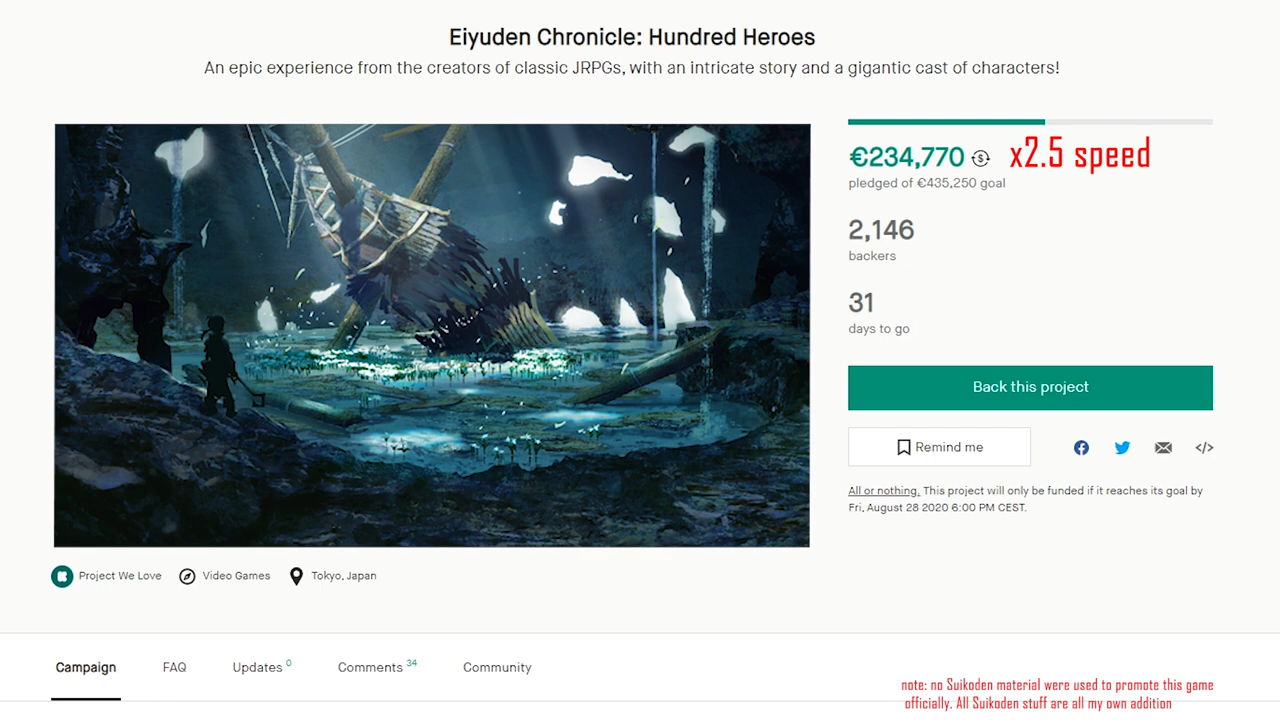 Eiyuden Chronicle: Hundred Heroes
An epic experience from the creators of classic JRPGs, with an intricate story and a gigantic cast of characters!
€234,770 x2.5 speed
pledged of €435,250 goal
2,146
backers
31
days to go
Back this project
Remind me
All or nothing. This project will only be funded if it reaches its goal by
Fri, August 28 2020 6:00 PM CEST.
Project We Love Video Games Tokyo, Japan
Campaign FAQ Updates 0 Comments 34 Community
note: no Suikoden material were used to promote this game
officially. All Suikoden stuff are all my own addition